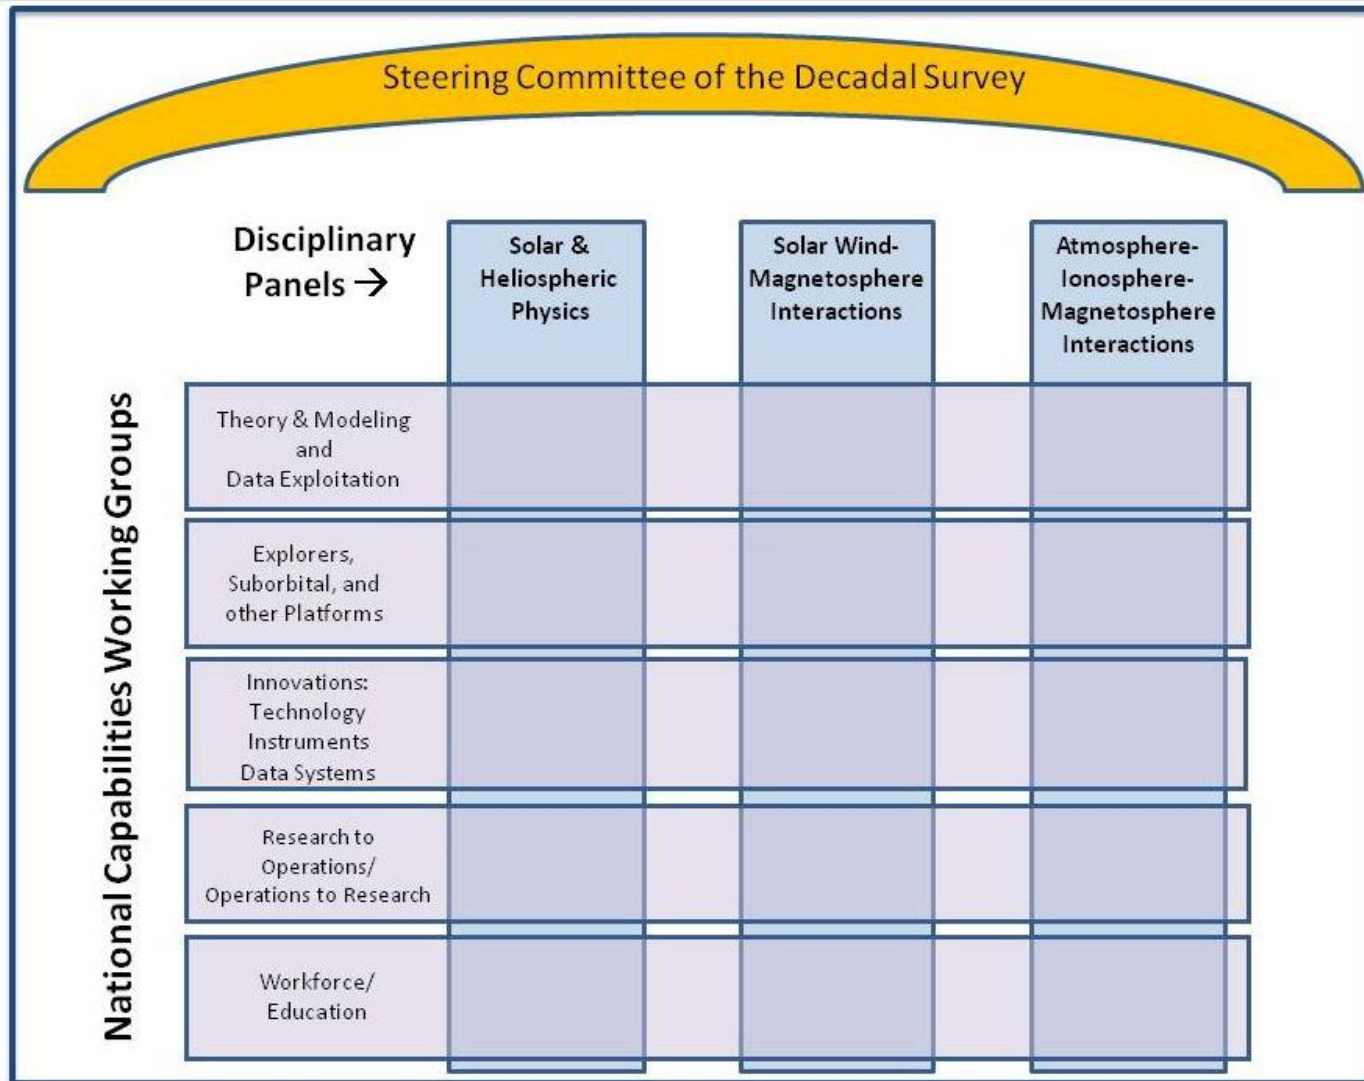 Steering Committee of the Decadal Survey
Disciplinary
Panels →
Solar &
Heliospheric
Physics
Solar Wind-
Magnetosphere
Interactions
Atmosphere-
Ionosphere-
Magnetosphere
Interactions
National Capabilities Working Groups
Theory & Modeling
and
Data Exploitation
Explorers,
Suborbital, and
other Platforms
Innovations:
Technology
Instruments
Data Systems
Research to
Operations/
Operations to Research
Workforce/
Education